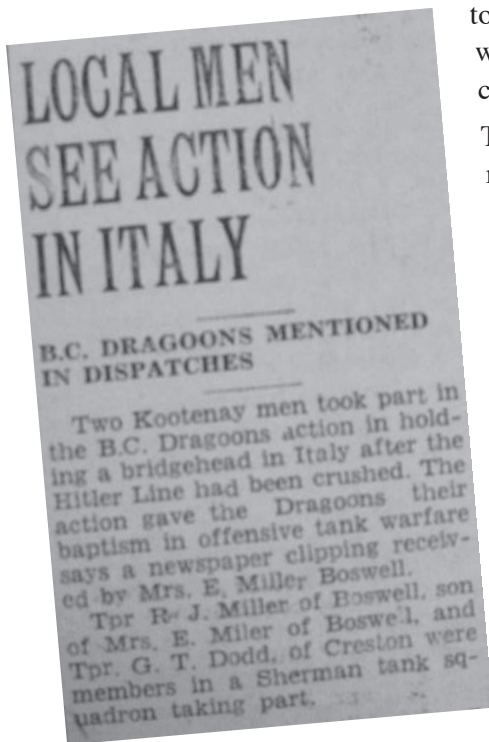 LOCAL MEN
SEE ACTION
IN ITALY
B.C. DRAGOONS MENTIONED
IN DISPATCHES
Two Kootenay men took part in
the B.C. Dragoons action in hold-
ing a bridgehead in Italy after the
Hitler Line had been crushed. The
action gave the Dragoons their
baptism in offensive tank warfare
says a newspaper clipping receiv-
ed by Mrs. E. Miller Boswell.
Tpr R. J. Miller of Boswell, son
of Mrs. E. Miler of Boswell, and
Tpr. G. T. Dodd, of Creston were
members in a Sherman tank sq-
uadron taking part.
to
w
c